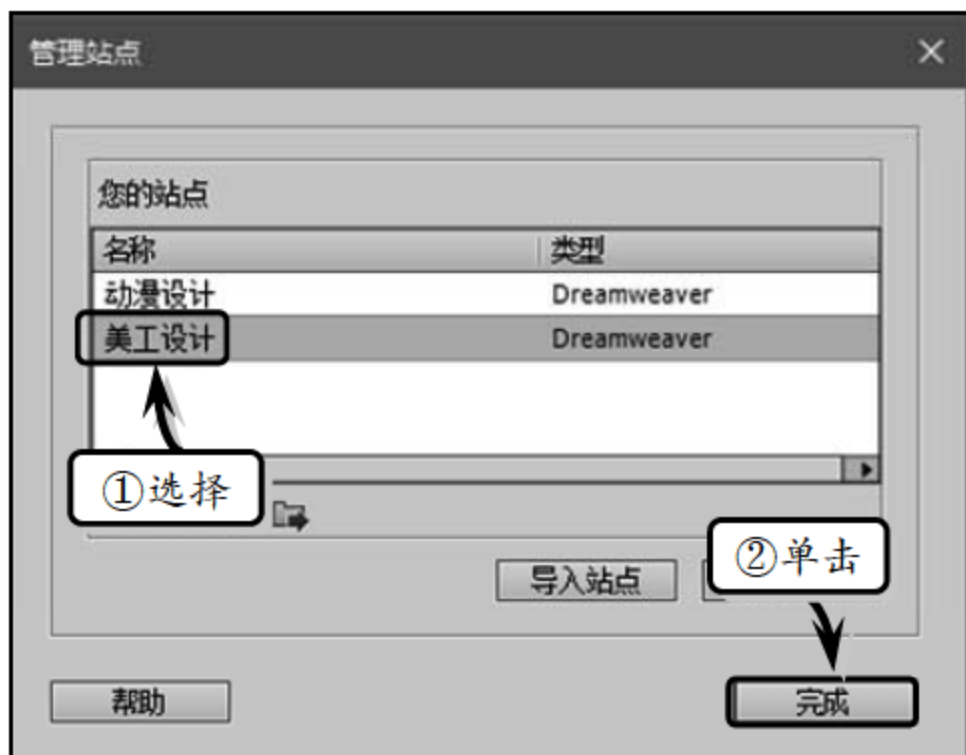 管理站点
您的站点
名称 类型
动漫设计 Dreamweaver
美工设计 Dreamweaver
①选择
②单击
导入站点
帮助 完成